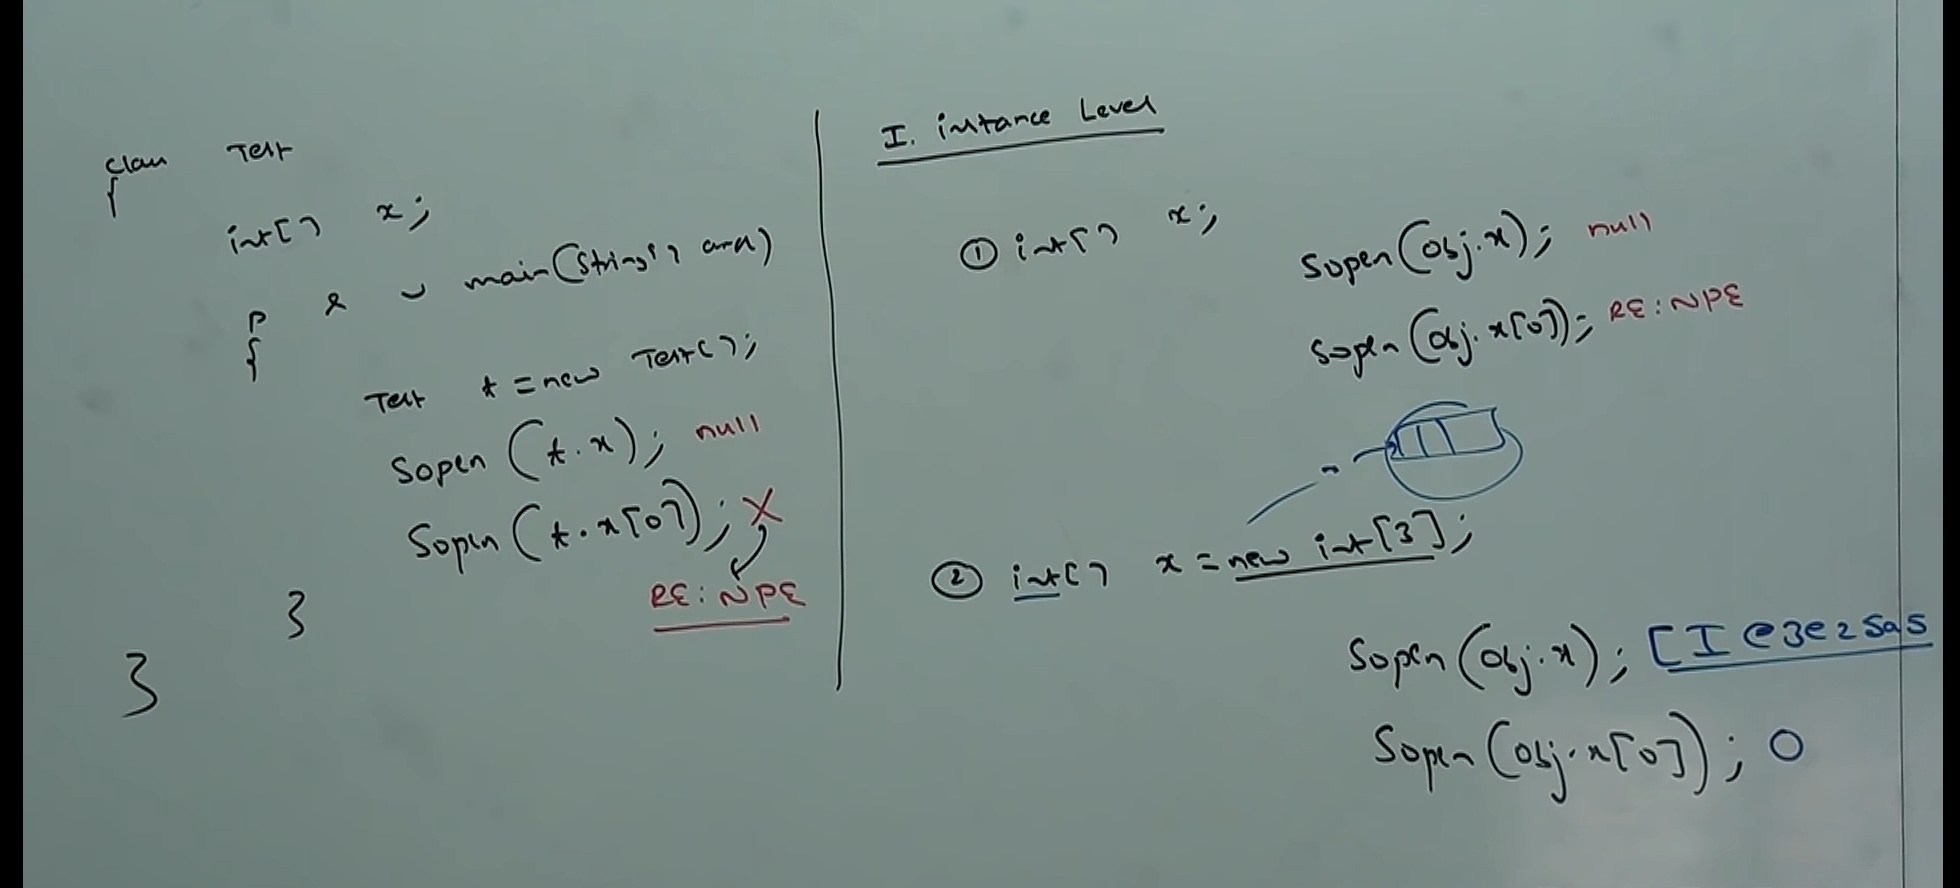 class Test
{
int[] x;
p s v main(String[] args)
{
Test t = new Test();
Sopln (t.x); null
Sopln (t.x[0]); X
RE: NPE
}
}
I. instance Level
① int[] x;
Sopln(obj.x); null
Sopln(obj.x[0]); RE: NPE
② int[] x = new int[3];
Sopln(obj.x); [I@3e25a5
Sopln(obj.x[0]); 0